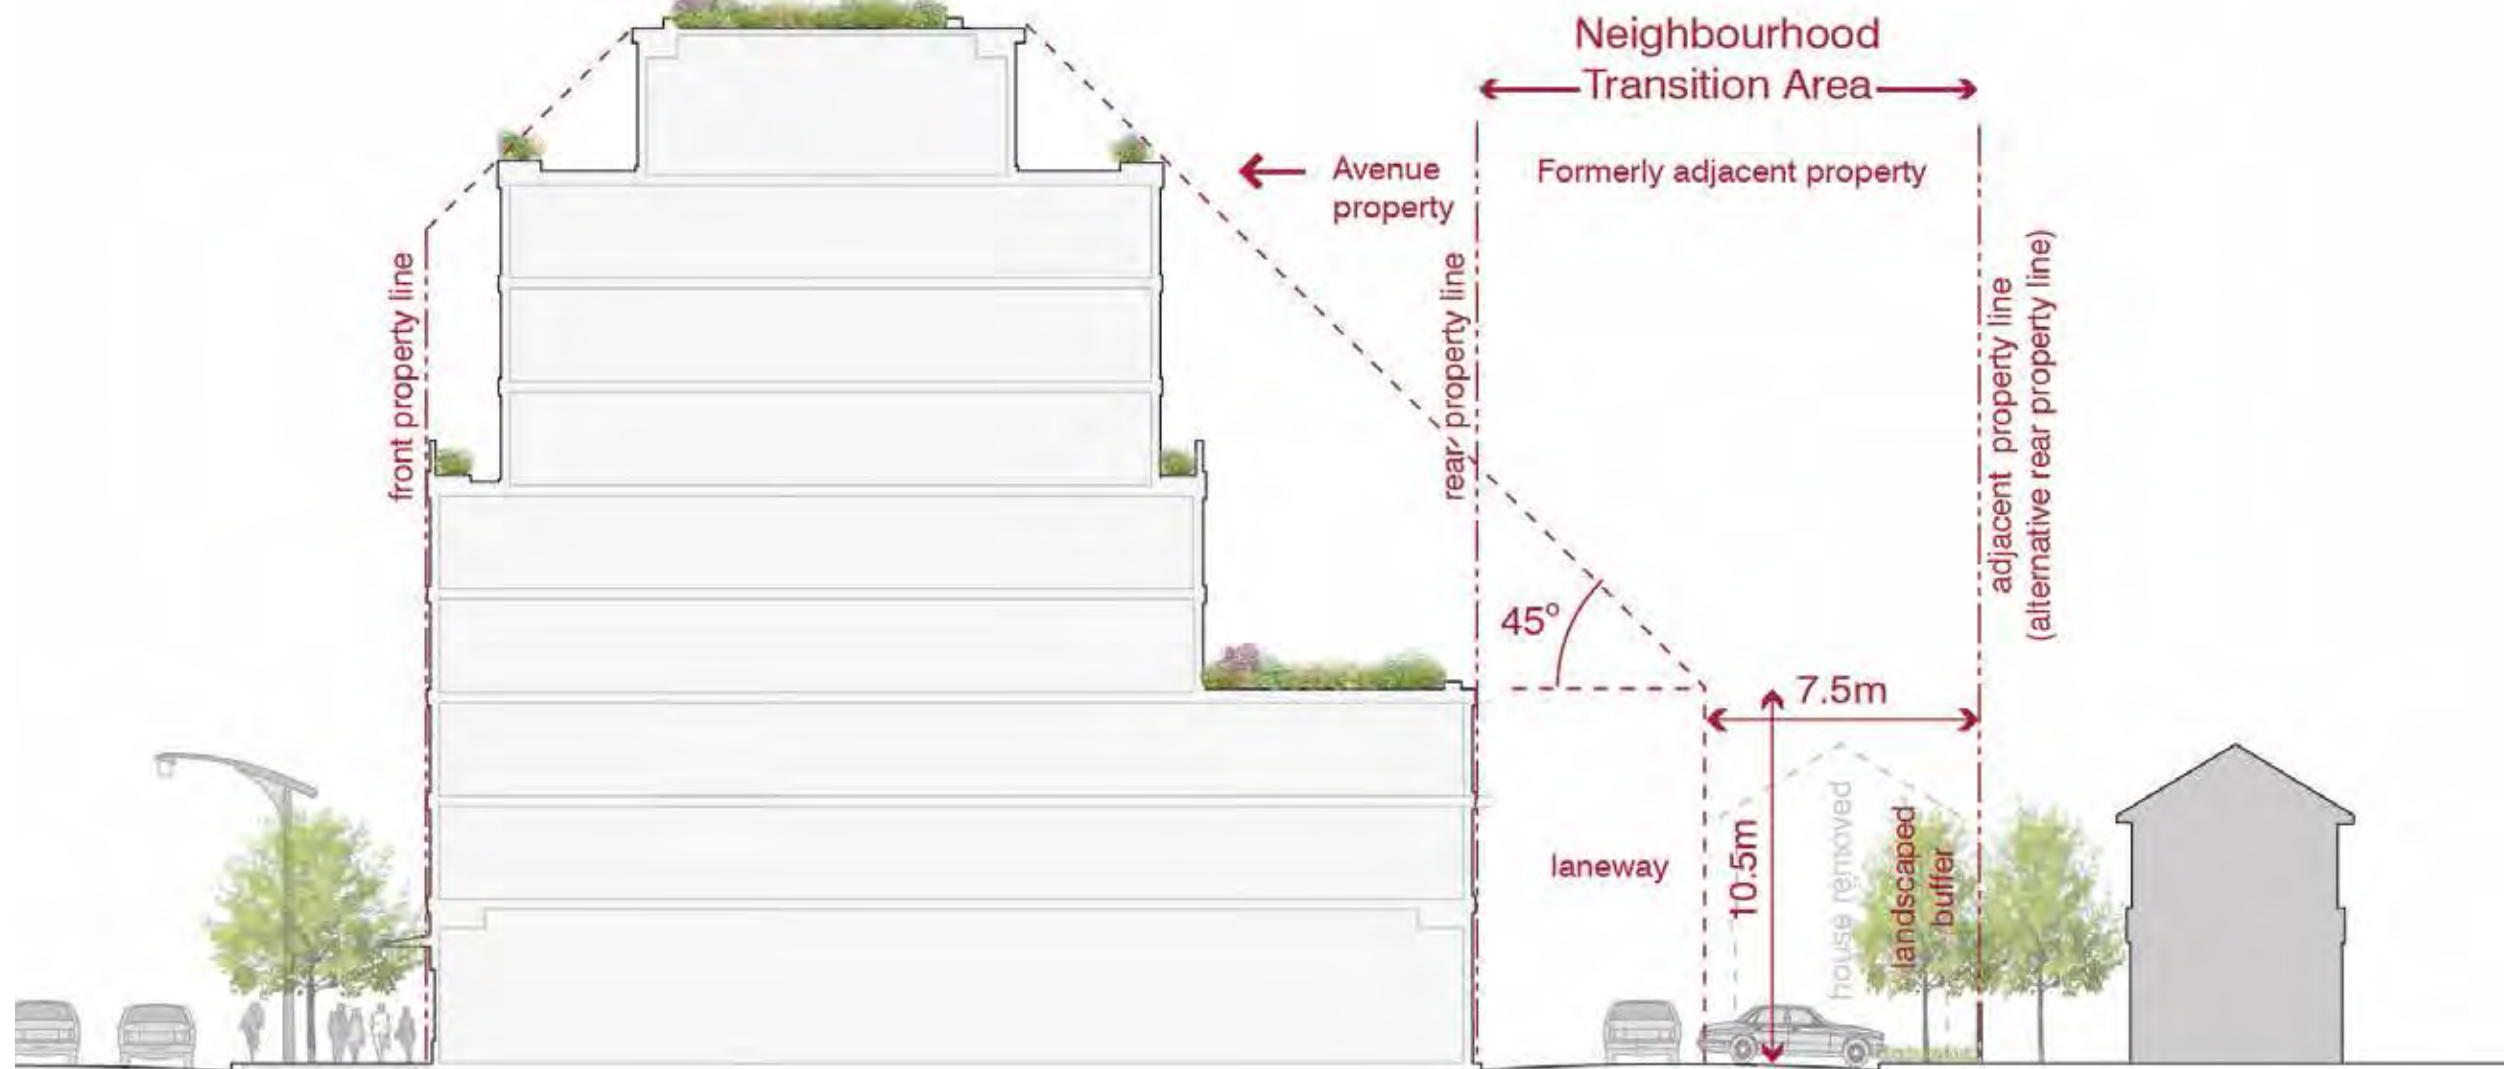 Neighbourhood
Transition Area
Avenue
property
Formerly adjacent property
front property line
rear property line
adjacent property line
(alternative rear property line)
45°
7.5m
10.5m
laneway
house removed
landscaped
buffer